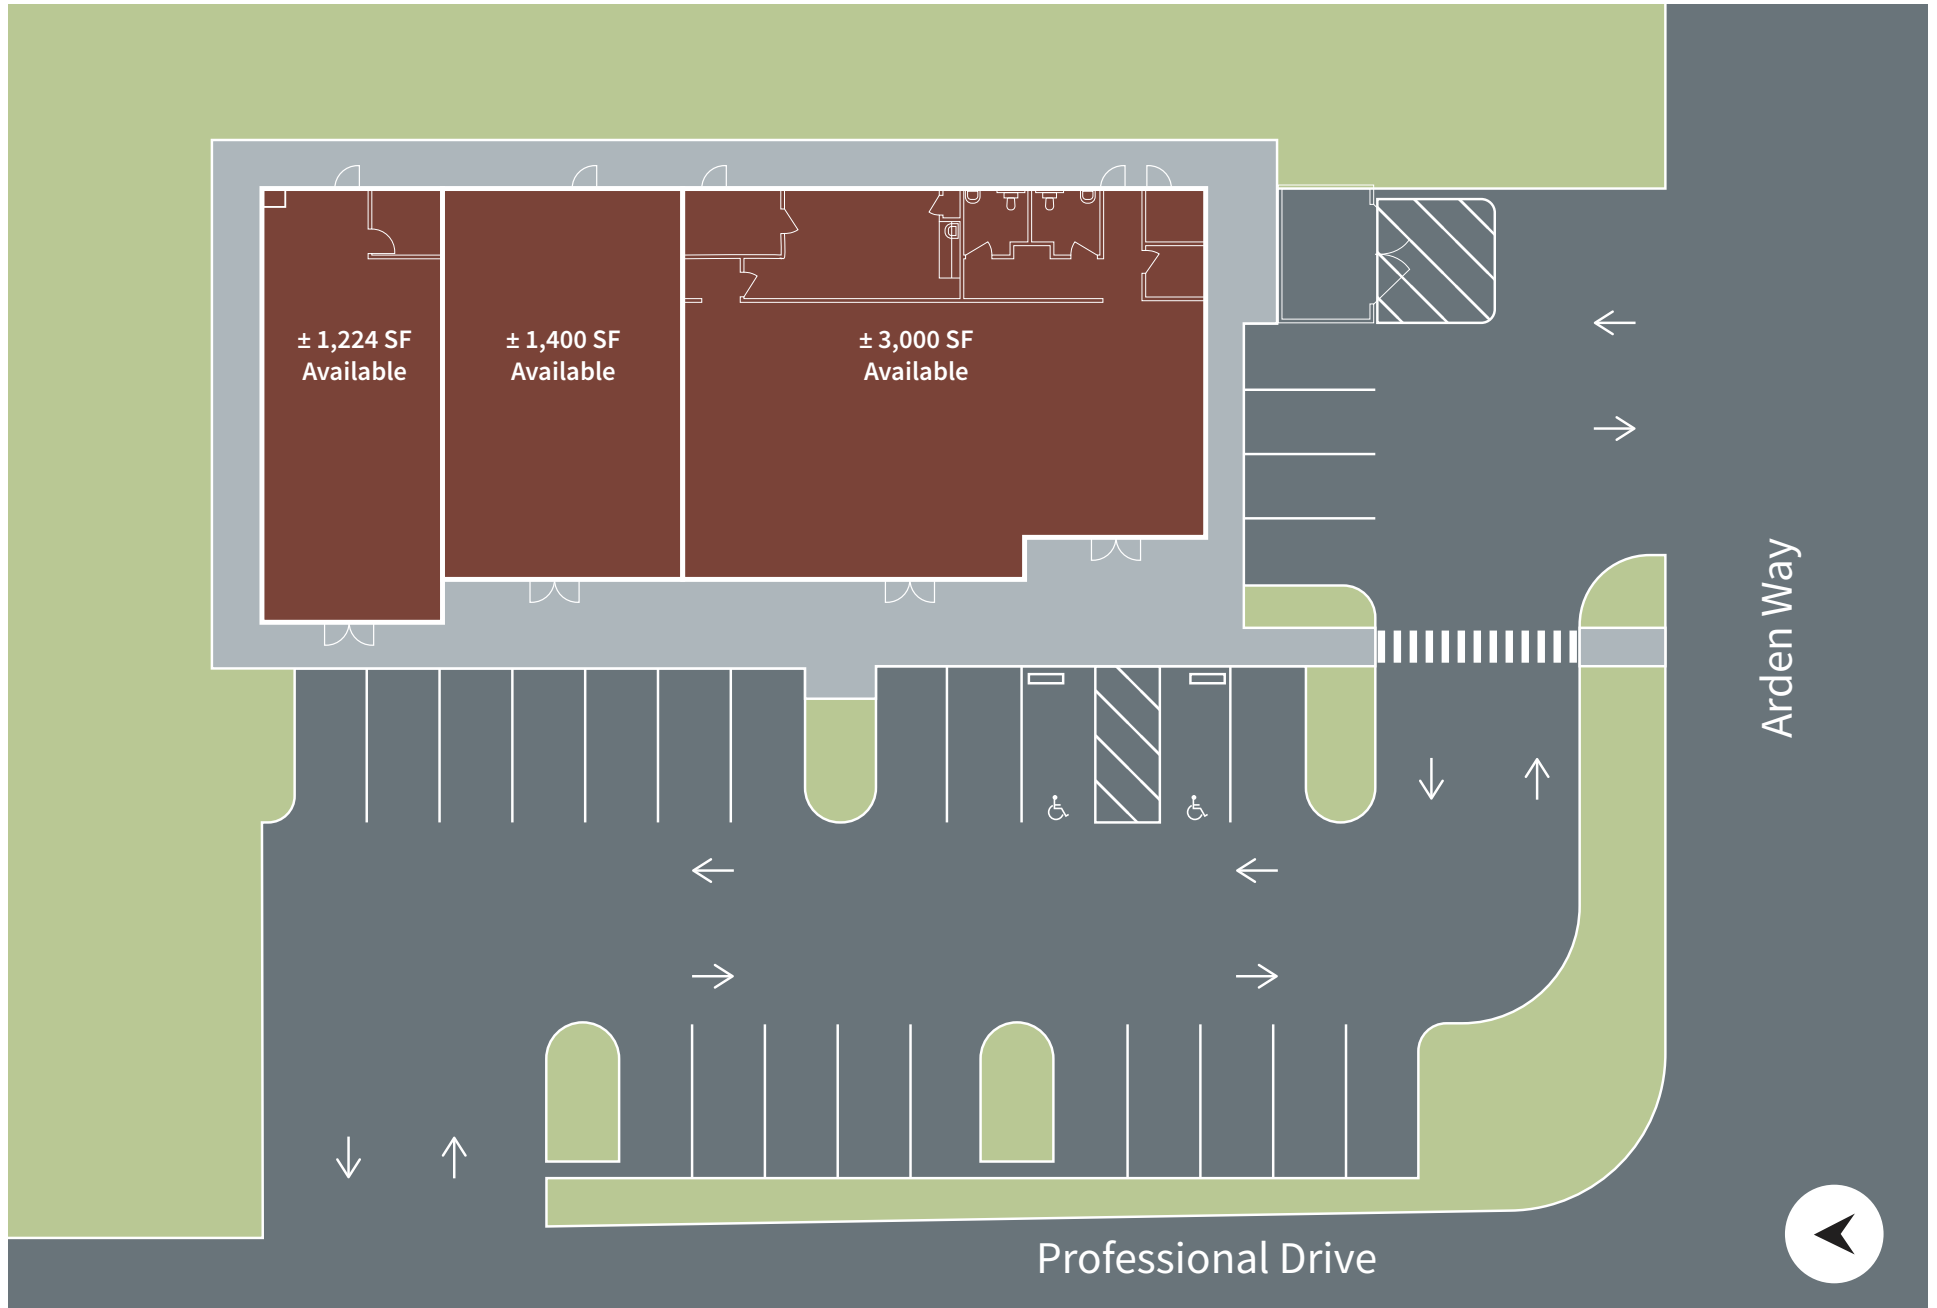 ± 1,224 SF
Available
± 1,400 SF
Available
± 3,000 SF
Available
Arden Way
Professional Drive